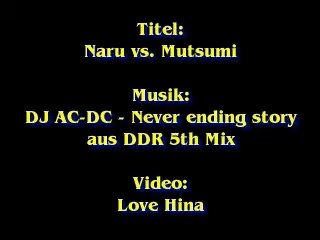 Titel:
Naru vs. Mutsumi
Musik:
DJ AC-DC - Never ending story
aus DDR 5th Mix
Video:
Love Hina